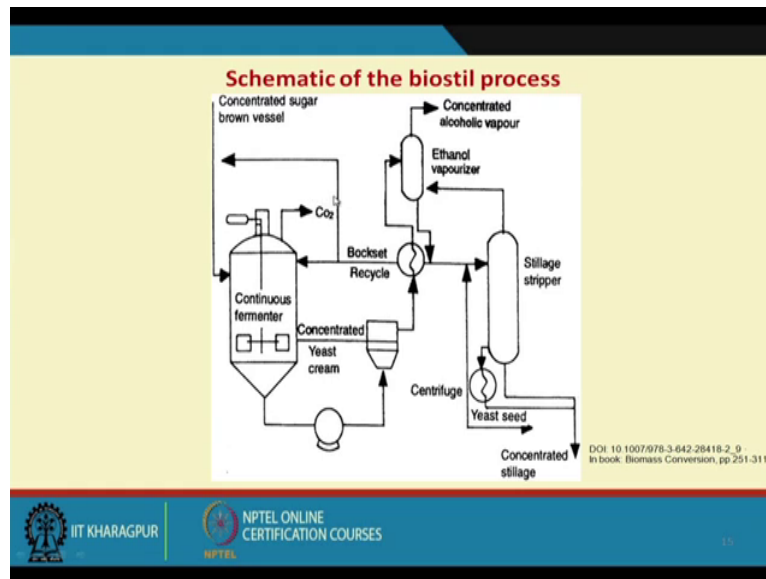 Schematic of the biostil process
Concentrated sugar
brown vessel
Concentrated
alcoholic vapour
Ethanol
vapourizer
Co₂
Bockset
Recycle
Stillage
stripper
Continuous
fermenter
Concentrated
Yeast
cream
Centrifuge
Yeast seed
Concentrated
stillage
DOI: 10.1007/978-3-642-28418-2_9 ·
In book: Biomass Conversion, pp.251-311
IIT KHARAGPUR
NPTEL
NPTEL ONLINE
CERTIFICATION COURSES
15